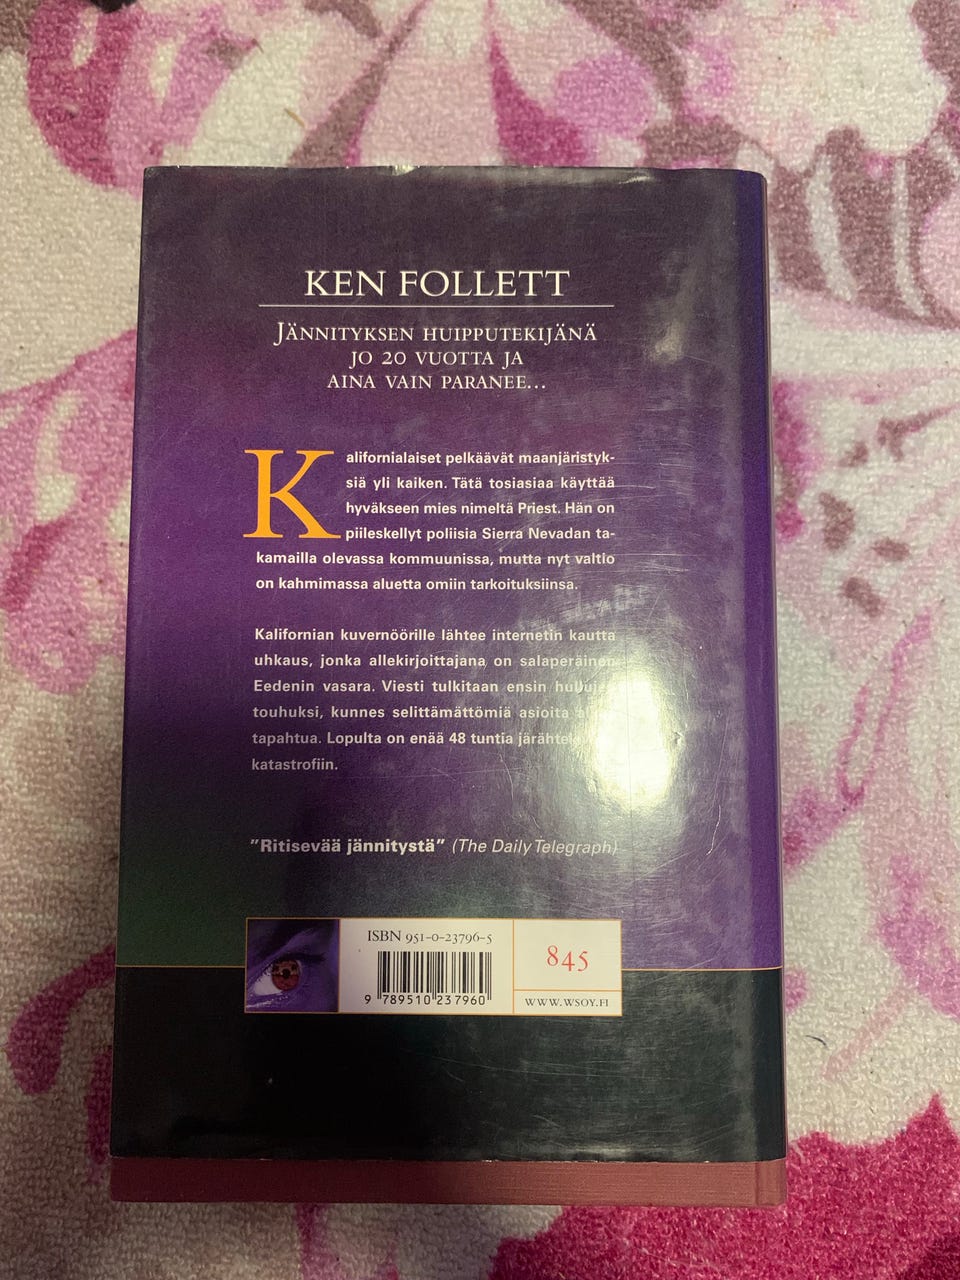 KEN FOLLETT
JÄNNITYKSEN HUIPPUTEKIJÄNÄ
JO 20 VUOTTA JA
AINA VAIN PARANEE...
Kalifornialaiset pelkäävät maanjäristyk-
siä yli kaiken. Tätä tosiasiaa käyttää
hyväkseen mies nimeltä Priest. Hän on
piileskellyt poliisia Sierra Nevadan ta-
kamailla olevassa kommuunissa, mutta nyt valtio
on kahmimassa aluetta omiin tarkoituksiinsa.
Kalifornian kuvernöörille lähtee internetin kautta
uhkaus, jonka allekirjoittajana on salaperäinen
Eedenin vasara. Viesti tulkitaan ensin hullujen
touhuksi, kunnes selittämättömiä asioita
tapahtua. Lopulta on enää 48 tuntia
katastrofiin.
"Ritisevää jännitystä" (The Daily Telegraph)
ISBN 951-0-23796-5
845
9 789510 237960
WWW.WSOY.FI